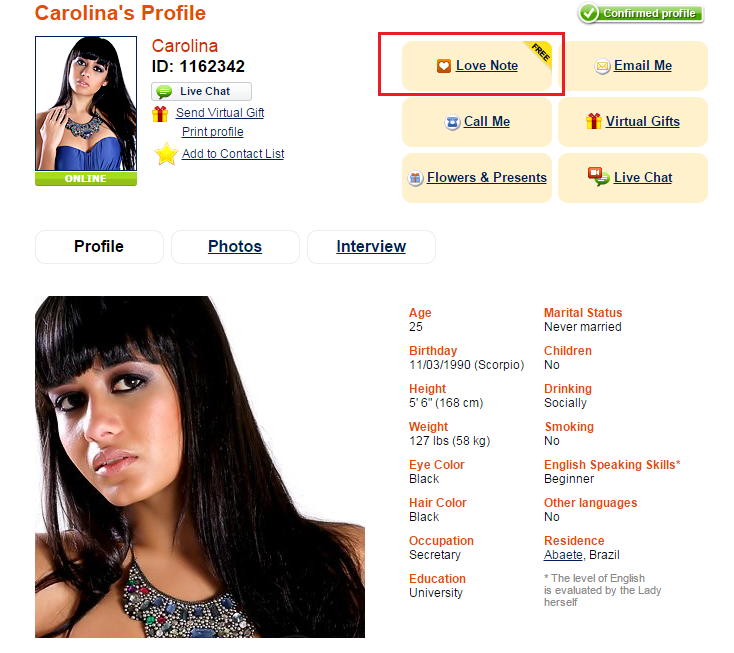 Carolina's Profile
Confirmed profile
Carolina
ID: 1162342
Live Chat
Send Virtual Gift
Print profile
Add to Contact List
ONLINE
Love Note
FREE
Email Me
Call Me
Virtual Gifts
Flowers & Presents
Live Chat
Profile
Photos
Interview
Age
25
Birthday
11/03/1990 (Scorpio)
Height
5' 6" (168 cm)
Weight
127 lbs (58 kg)
Eye Color
Black
Hair Color
Black
Occupation
Secretary
Education
University
Marital Status
Never married
Children
No
Drinking
Socially
Smoking
No
English Speaking Skills*
Beginner
Other languages
No
Residence
Abaete, Brazil
* The level of English
is evaluated by the Lady
herself